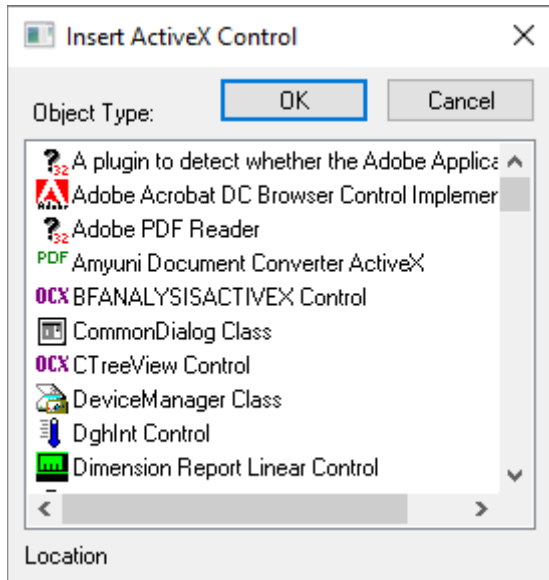 Insert ActiveX Control
Object Type:
OK
Cancel
A plugin to detect whether the Adobe Applica
Adobe Acrobat DC Browser Control Implemer
Adobe PDF Reader
PDF Amyuni Document Converter ActiveX
OCX BFANALYSISACTIVEX Control
CommonDialog Class
OCX CTreeView Control
DeviceManager Class
DghInt Control
Dimension Report Linear Control
Location